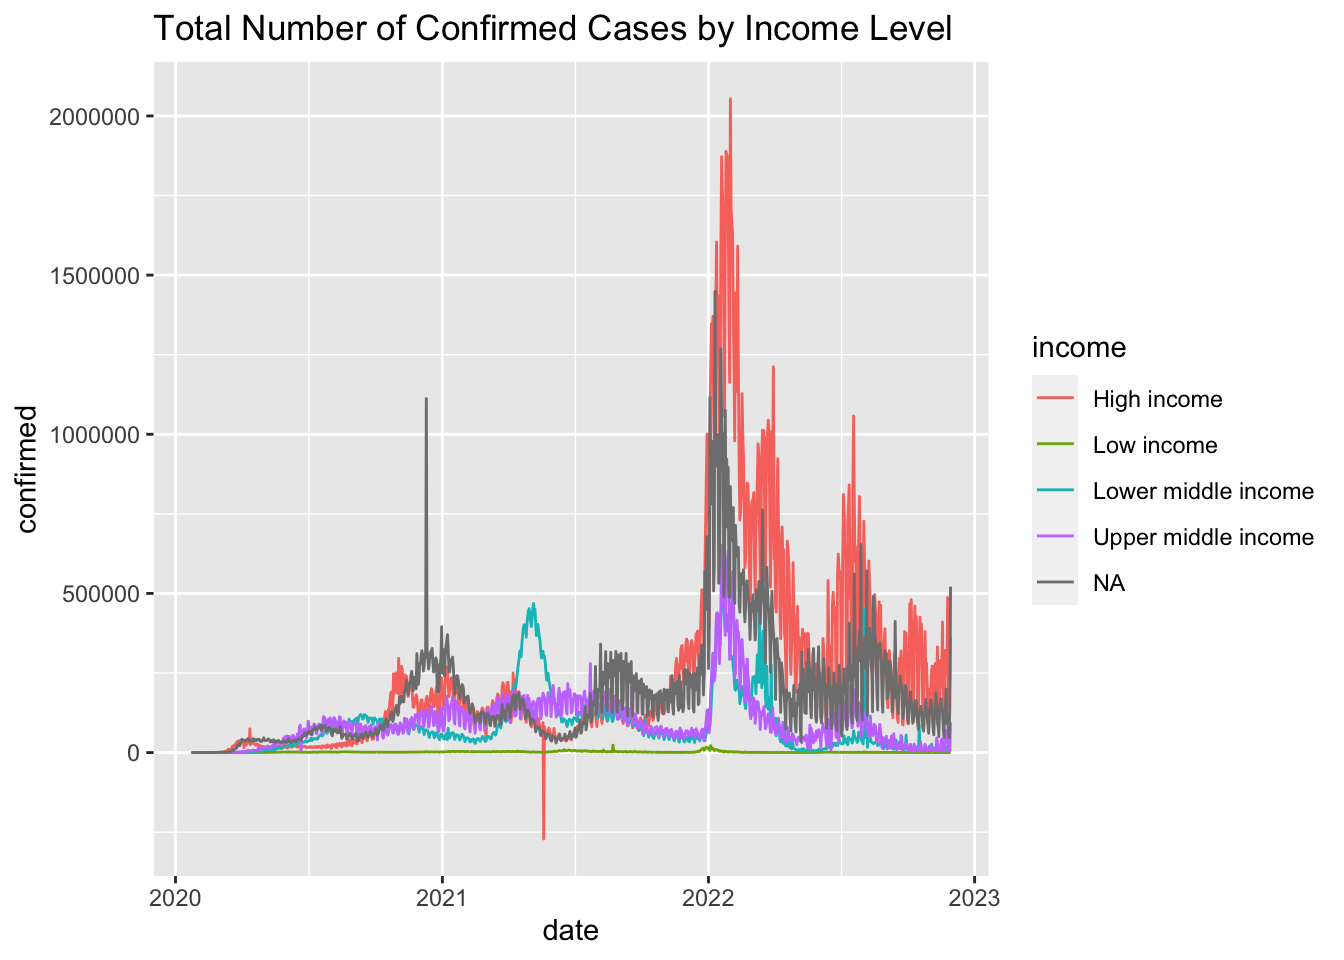 Total Number of Confirmed Cases by Income Level
2000000
1500000
1000000
500000
0
confirmed
2020
2021
2022
2023
date
income
High income
Low income
Lower middle income
Upper middle income
NA